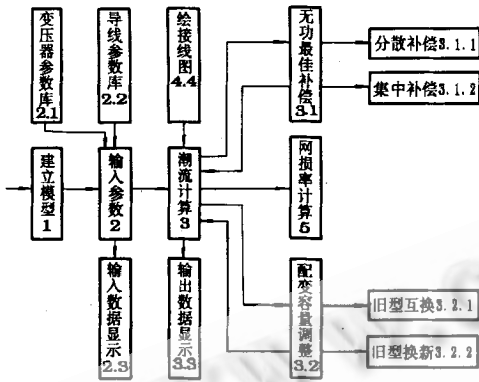 变压器参数库2.1
导线参数库2.2
绘接线图4.4
无功最佳补偿3.1
分散补偿3.1.1
集中补偿3.1.2
建立模型1
输入参数2
潮流计算3
网损率计算5
输入数据显示2.3
输出数据显示3.3
配变容量调整3.2
旧型互换3.2.1
旧型换新3.2.2